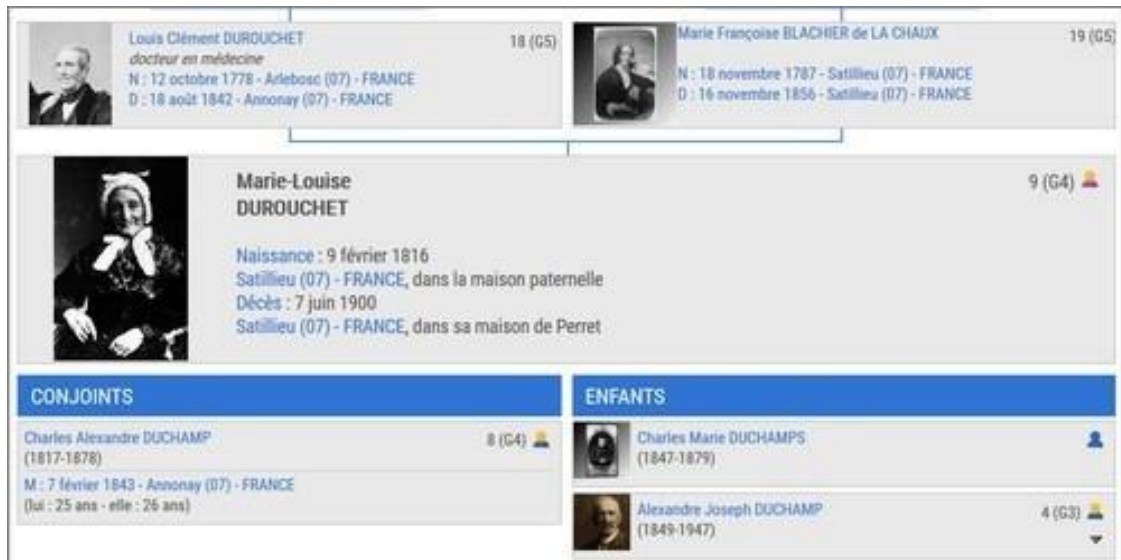 Louis Clément DUROUCHET
18 (G5)
docteur en médecine
N : 12 octobre 1778 - Arlebosc (07) - FRANCE
D : 18 août 1842 - Annonay (07) - FRANCE
Marie Françoise BLACHIER de LA CHAUX
19 (G5)
N : 18 novembre 1787 - Satillieu (07) - FRANCE
D : 16 novembre 1856 - Satillieu (07) - FRANCE
Marie-Louise
9 (G4)
DUROUCHET
Naissance : 9 février 1816
Satillieu (07) - FRANCE, dans la maison paternelle
Décès : 7 juin 1900
Satillieu (07) - FRANCE, dans sa maison de Perret
CONJOINTS
Charles Alexandre DUCHAMP
8 (G4)
(1817-1878)
M : 7 février 1843 - Annonay (07) - FRANCE
(lui : 25 ans - elle : 26 ans)
ENFANTS
Charles Marie DUCHAMPS
(1847-1879)
Alexandre Joseph DUCHAMP
4 (G3)
(1849-1947)